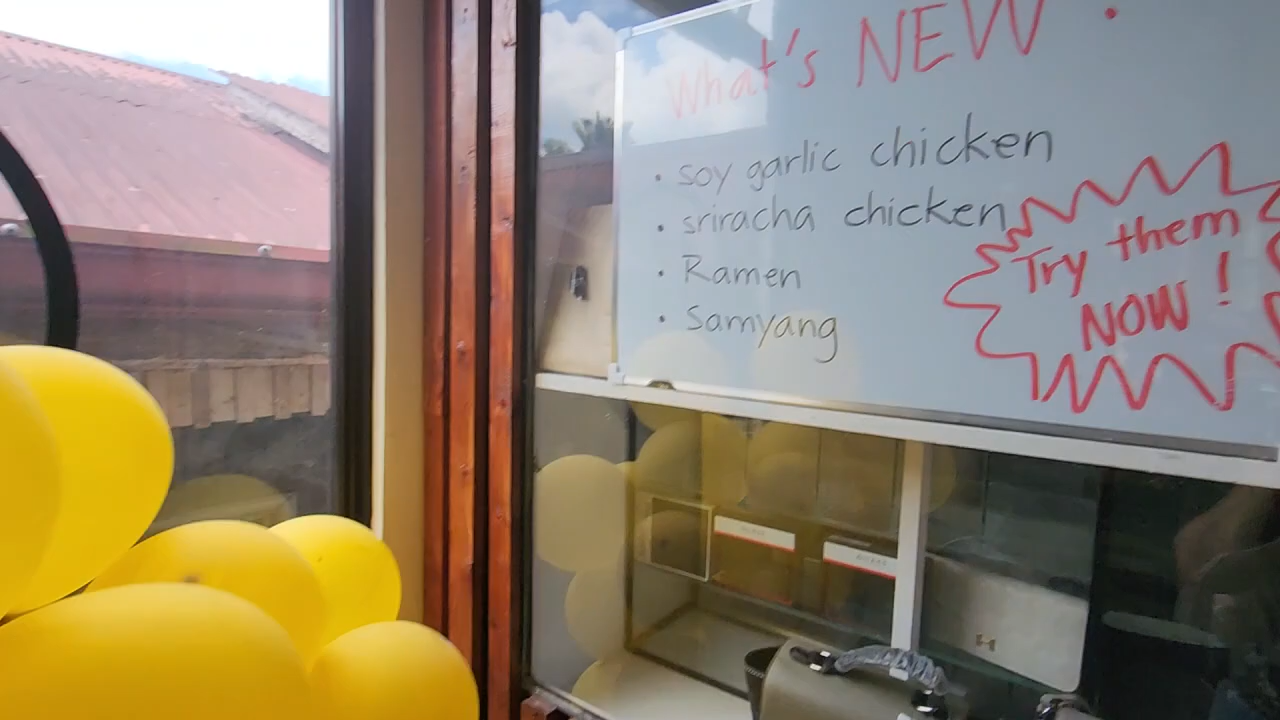 What's NEW
• soy garlic chicken
• sriracha chicken
• Ramen
• Samyang
Try them
NOW!
H